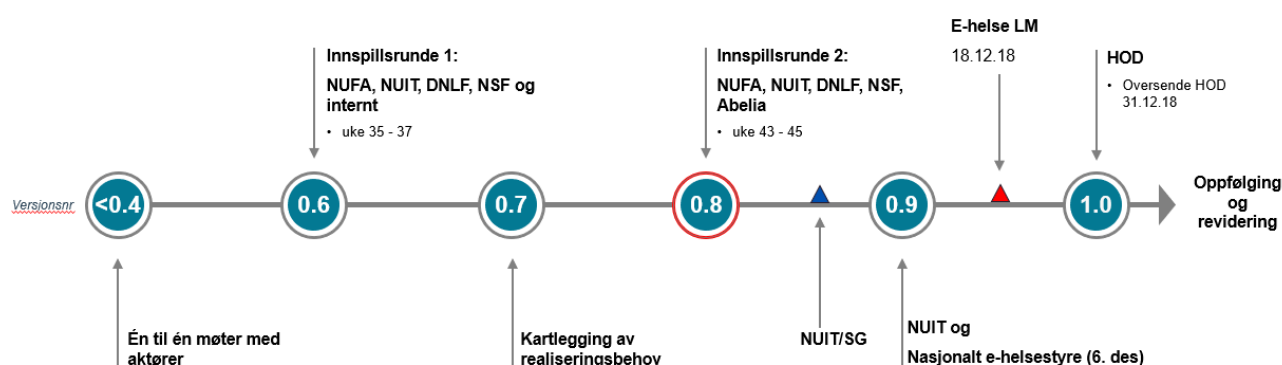 E-helse LM
18.12.18
Innspillsrunde 1:
NUFA, NUIT, DNLF, NSF og
internt
• uke 35 - 37
Innspillsrunde 2:
NUFA, NUIT, DNLF, NSF,
Abelia
• uke 43 - 45
HOD
• Oversende HOD
31.12.18
Versionsnr
<0.4
0.6
0.7
0.8
0.9
1.0
Oppfølging
og
revidering
Én til én møter med
aktører
Kartlegging av
realiseringsbehov
NUIT/SG
NUIT og
Nasjonalt e-helsestyre (6. des)